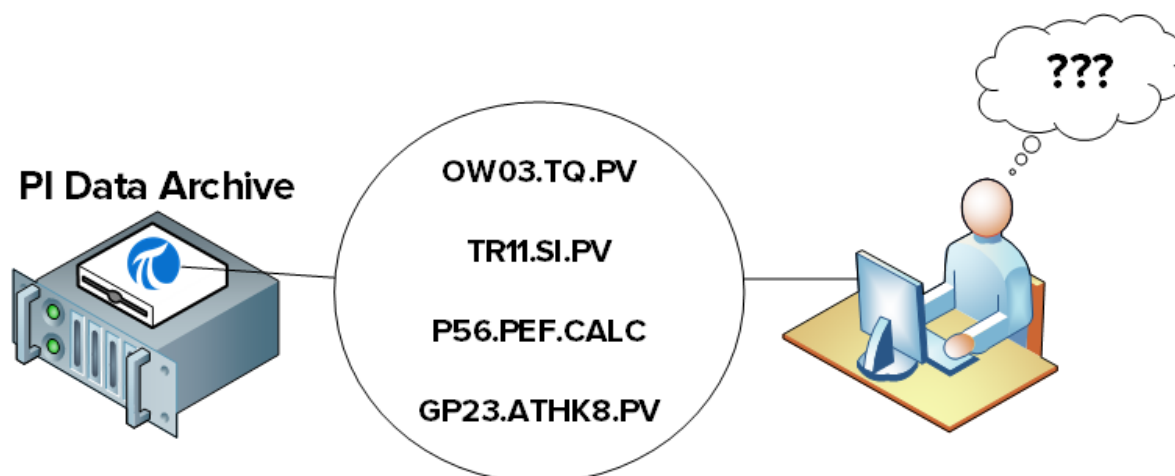 ???
PI Data Archive
OW03.TQ.PV
TR11.SI.PV
P56.PEF.CALC
GP23.ATHK8.PV